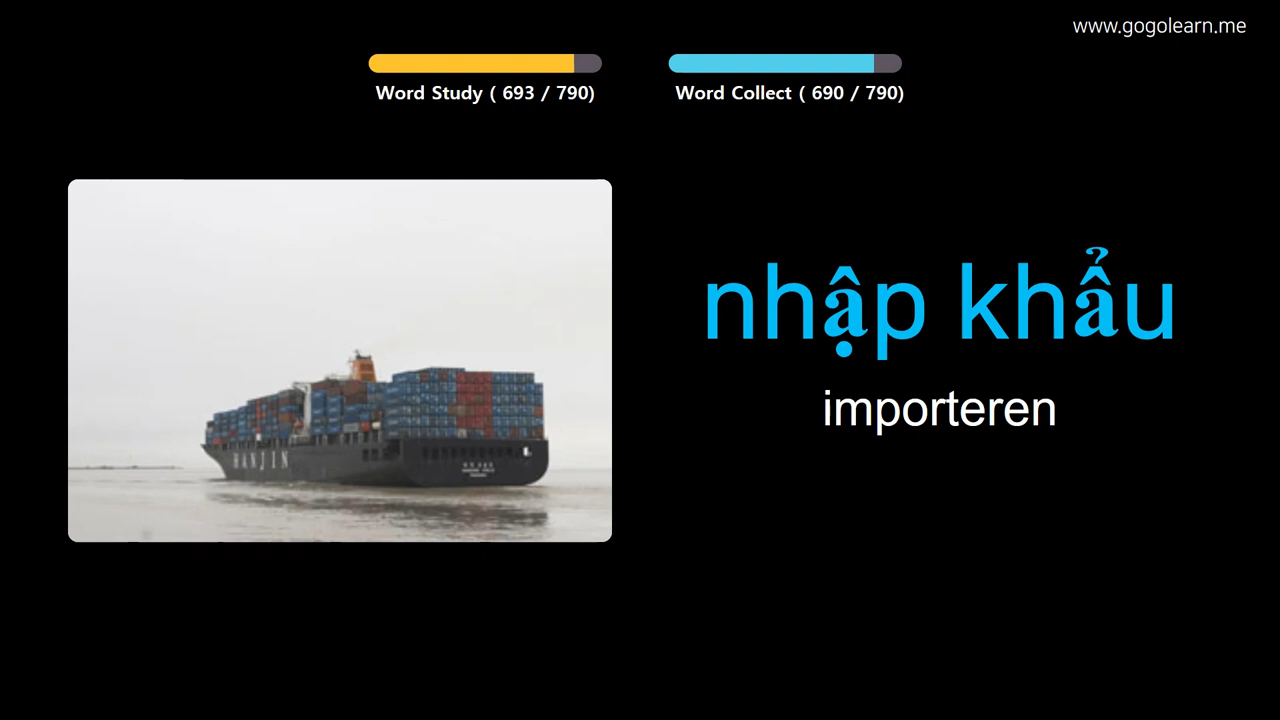 www.gogolearn.me
Word Study ( 693 / 790)
Word Collect ( 690 / 790)
nhập khẩu
importeren
HANJIN